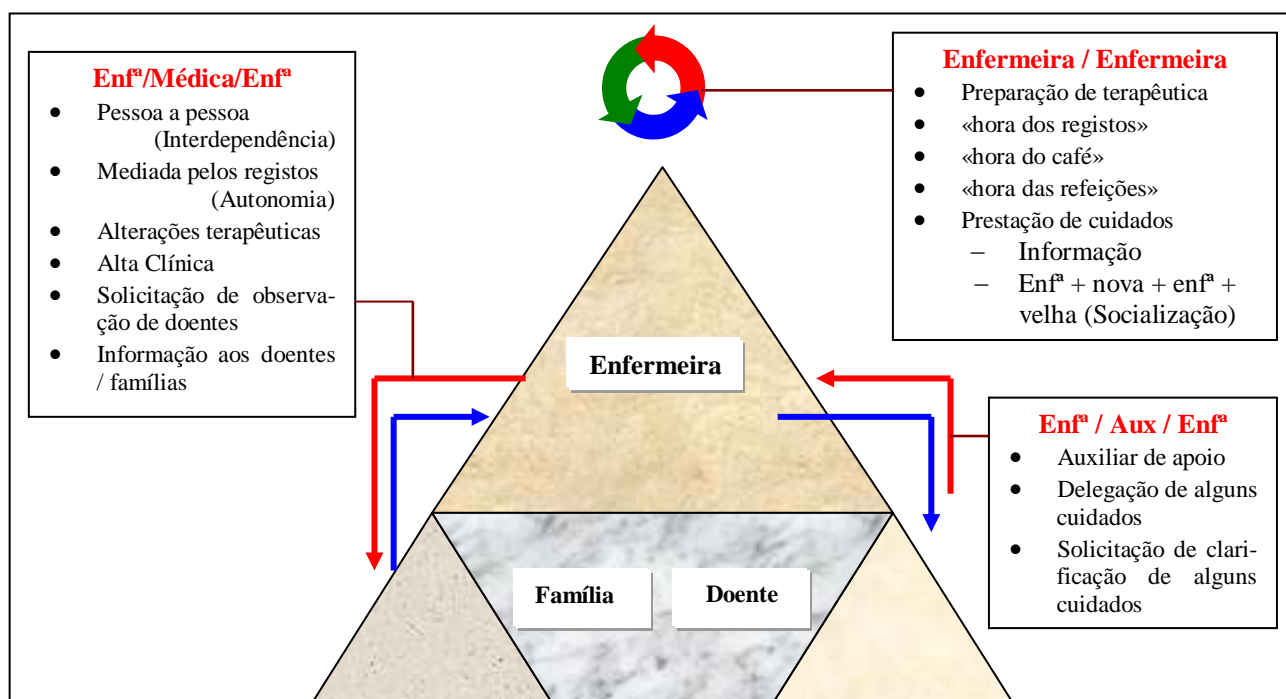 Enfª/Médica/Enfª
• Pessoa a pessoa
(Interdependência)
• Mediada pelos registos
(Autonomia)
• Alterações terapêuticas
• Alta Clínica
• Solicitação de observa-
ção de doentes
• Informação aos doentes
/ famílias
Enfermeira / Enfermeira
• Preparação de terapêutica
• «hora dos registos»
• «hora do café»
• «hora das refeições»
• Prestação de cuidados
– Informação
– Enfª + nova + enfª +
velha (Socialização)
Enfermeira
Enfª / Aux / Enfª
• Auxiliar de apoio
• Delegação de alguns
cuidados
• Solicitação de clari-
ficação de alguns
cuidados
Família
Doente